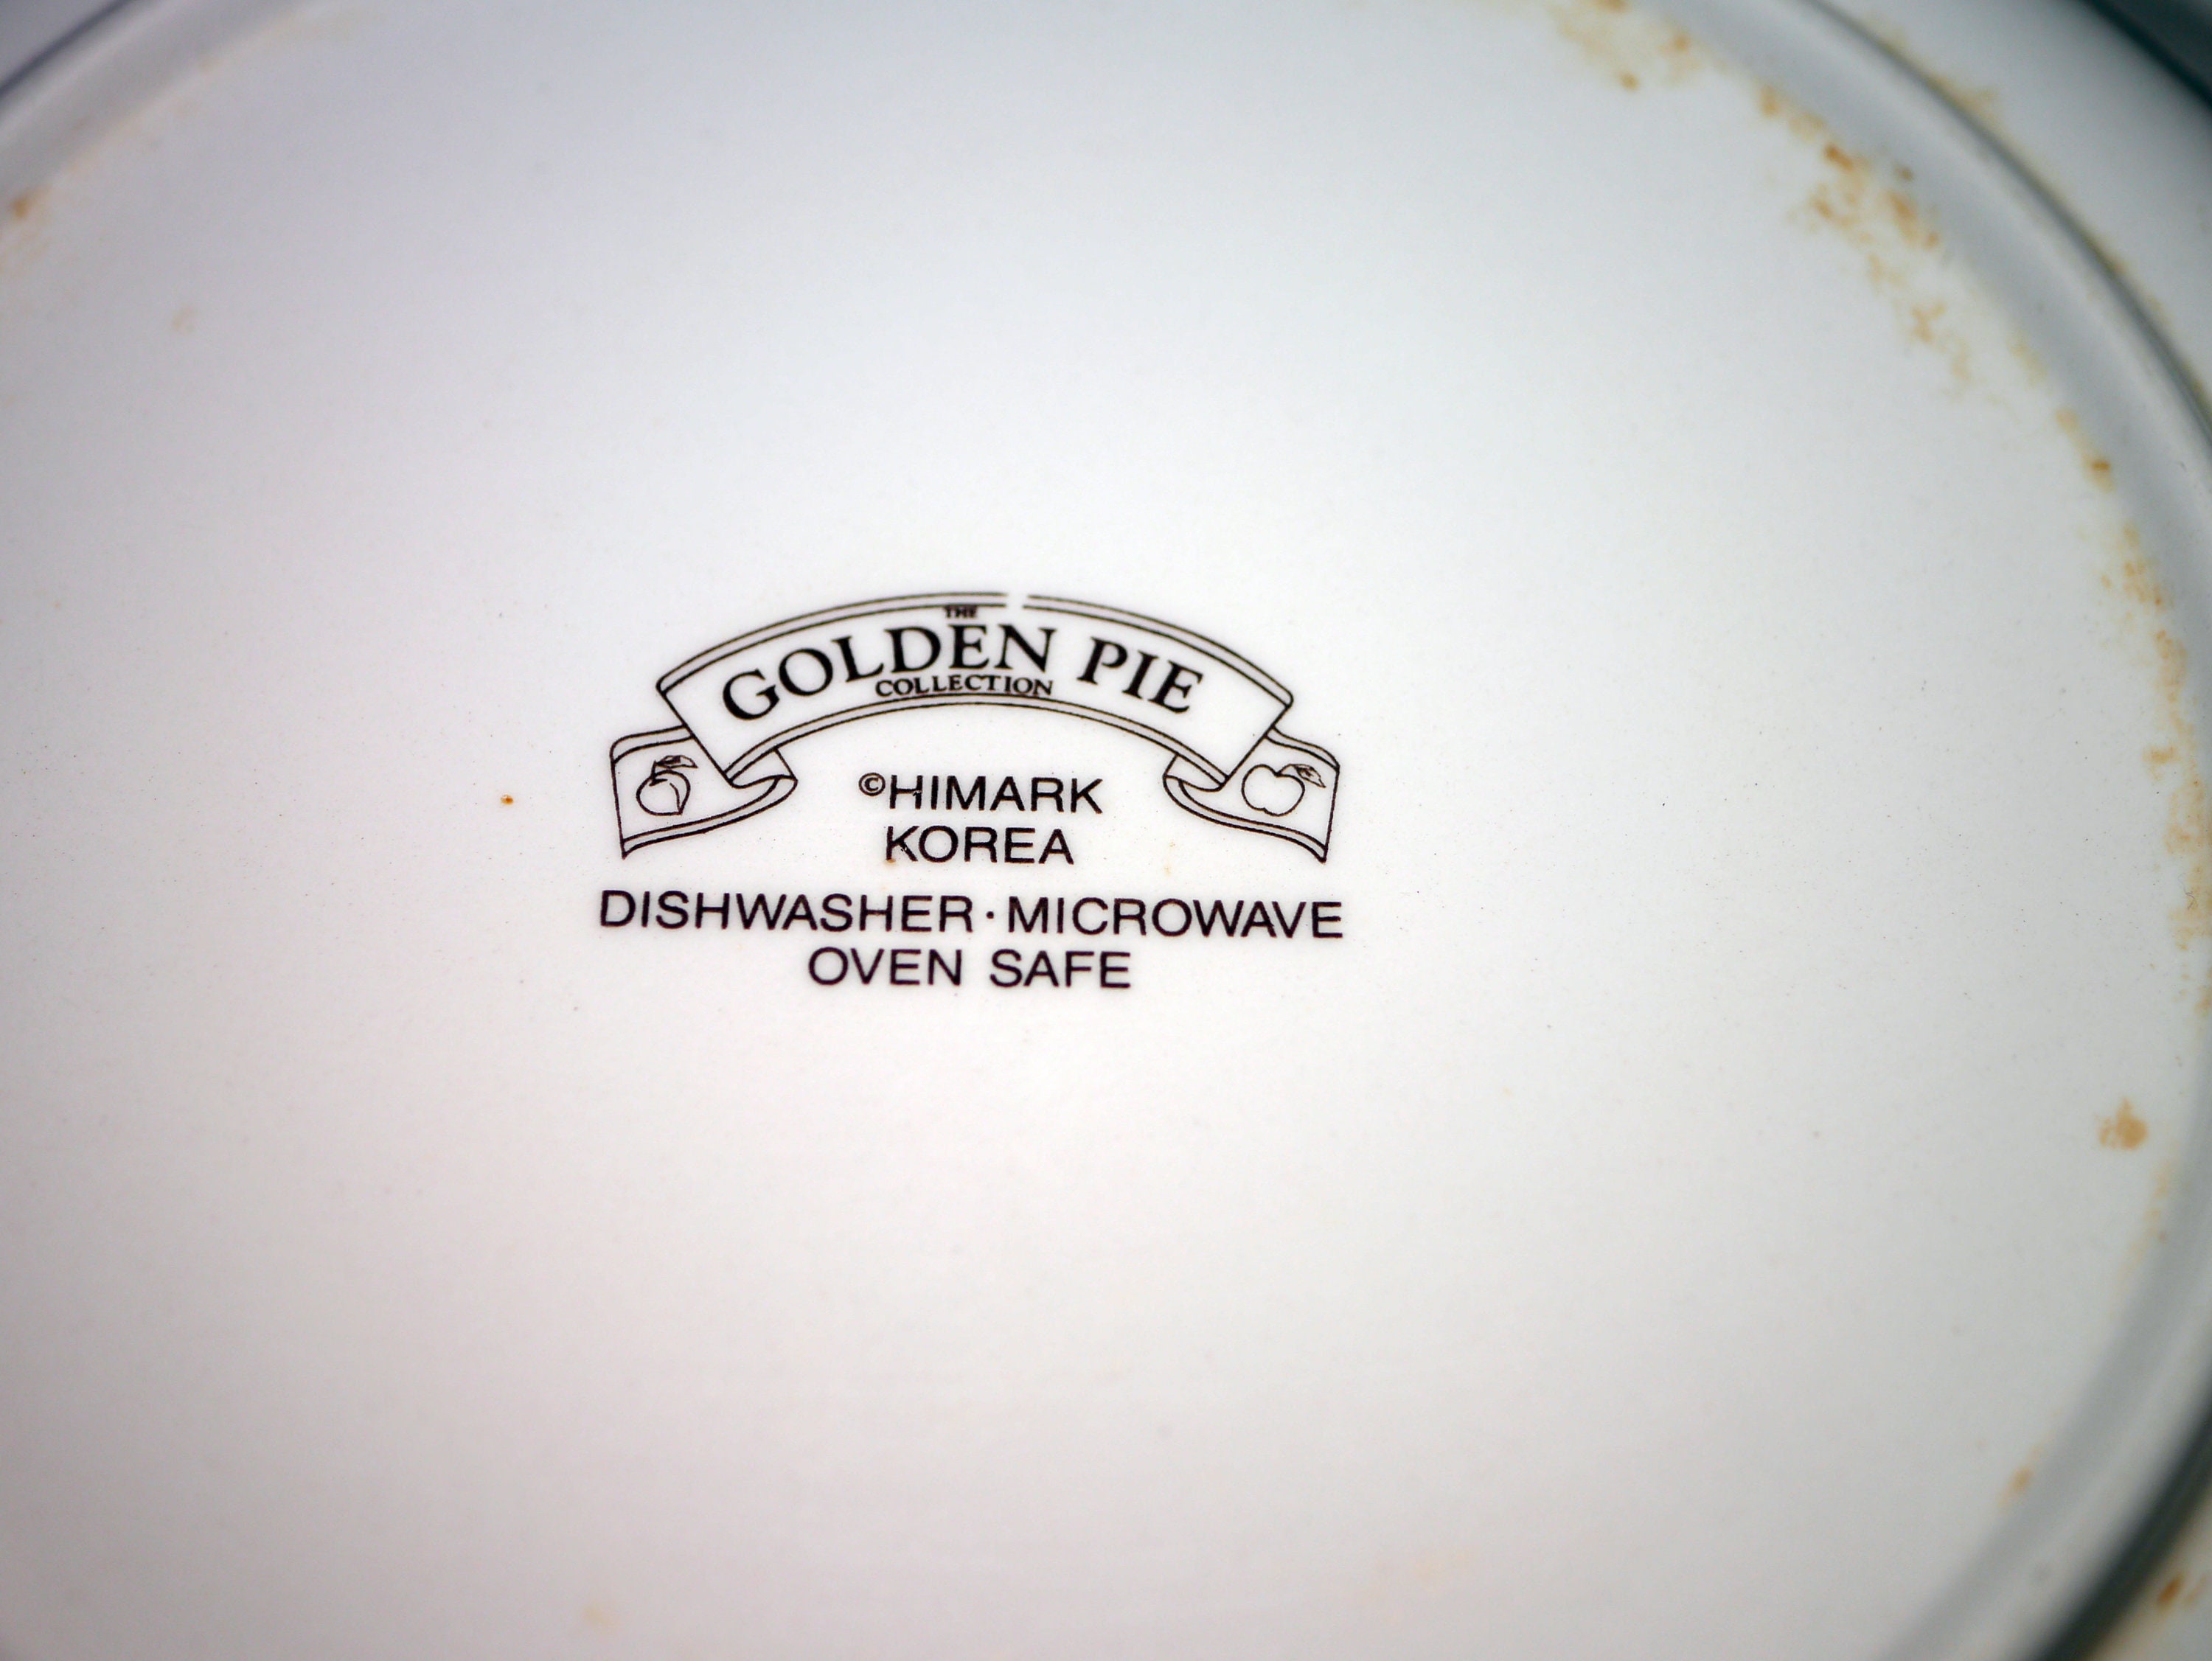 THE
GOLDEN PIE
COLLECTION
©HIMARK
KOREA
DISHWASHER · MICROWAVE
OVEN SAFE